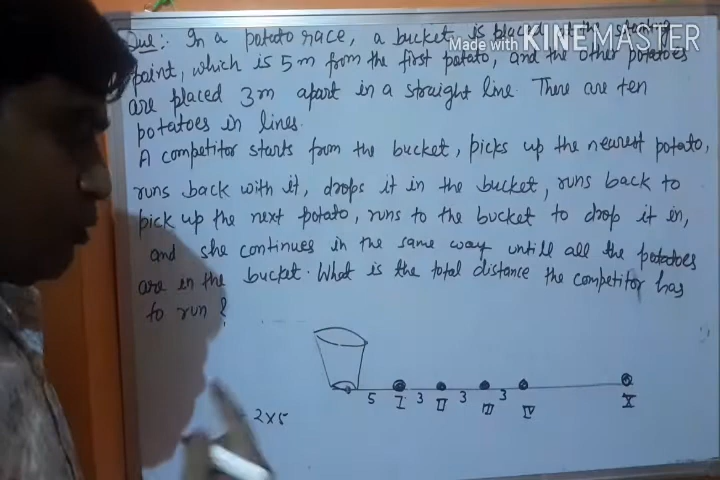 Que:- In a potato race, a bucket is placed at the starting
Made with KINEMASTER
point, which is 5 m from the first potato, and the other potatoes
are placed 3m apart in a straight line. There are ten
potatoes in lines.
A competitor starts from the bucket, picks up the nearest potato,
runs back with it, drops it in the bucket, runs back to
pick up the next potato, runs to the bucket to drop it in,
and she continues in the same way untill all the potatoes
are in the bucket. What is the total distance the competitor has
to run?
5 I 3 II 3 III 3 IV X
2×5